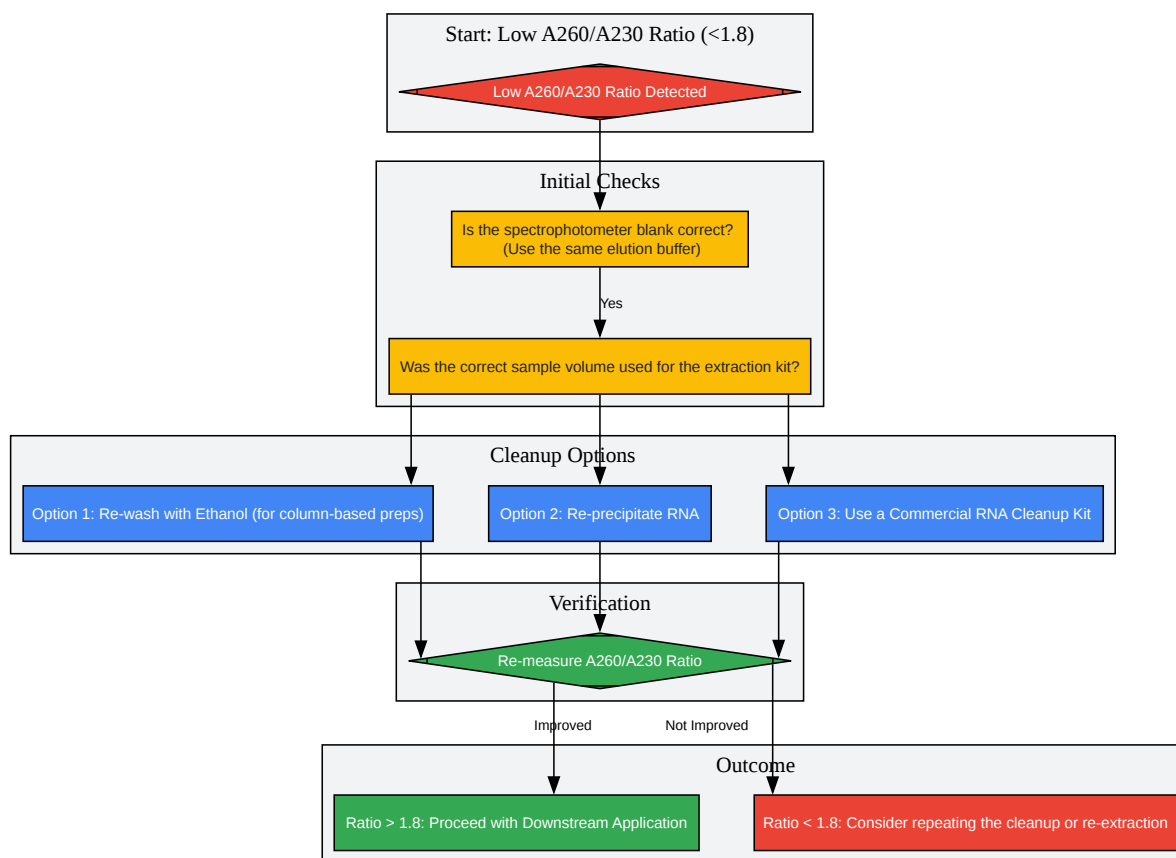 Start: Low A260/A230 Ratio (<1.8)
Low A260/A230 Ratio Detected
Initial Checks
Is the spectrophotometer blank correct?
(Use the same elution buffer)
Yes
Was the correct sample volume used for the extraction kit?
Cleanup Options
Option 1: Re-wash with Ethanol (for column-based preps)
Option 2: Re-precipitate RNA
Option 3: Use a Commercial RNA Cleanup Kit
Verification
Re-measure A260/A230 Ratio
Improved
Not Improved
Outcome
Ratio > 1.8: Proceed with Downstream Application
Ratio < 1.8: Consider repeating the cleanup or re-extraction